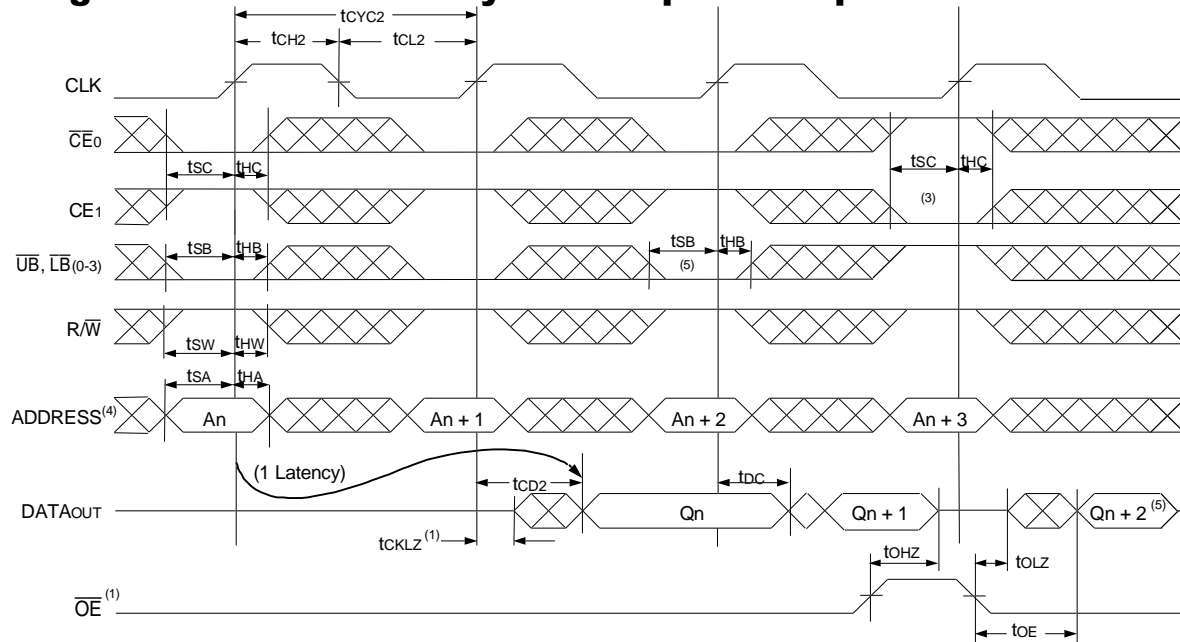 tCYC2
tCH2
tCL2
CLK
CE0
tSC
tHC
tSC
tHC
(3)
CE1
tSB
tHB
tSB
tHB
(5)
UB, LB(0-3)
R/W
tSW
tHW
tSA
tHA
ADDRESS(4)
An
An + 1
An + 2
An + 3
(1 Latency)
tCD2
tDC
DATAOUT
Qn
Qn + 1
Qn + 2 (5)
tCKLZ(1)
tOHZ
tOLZ
OE (1)
tOE